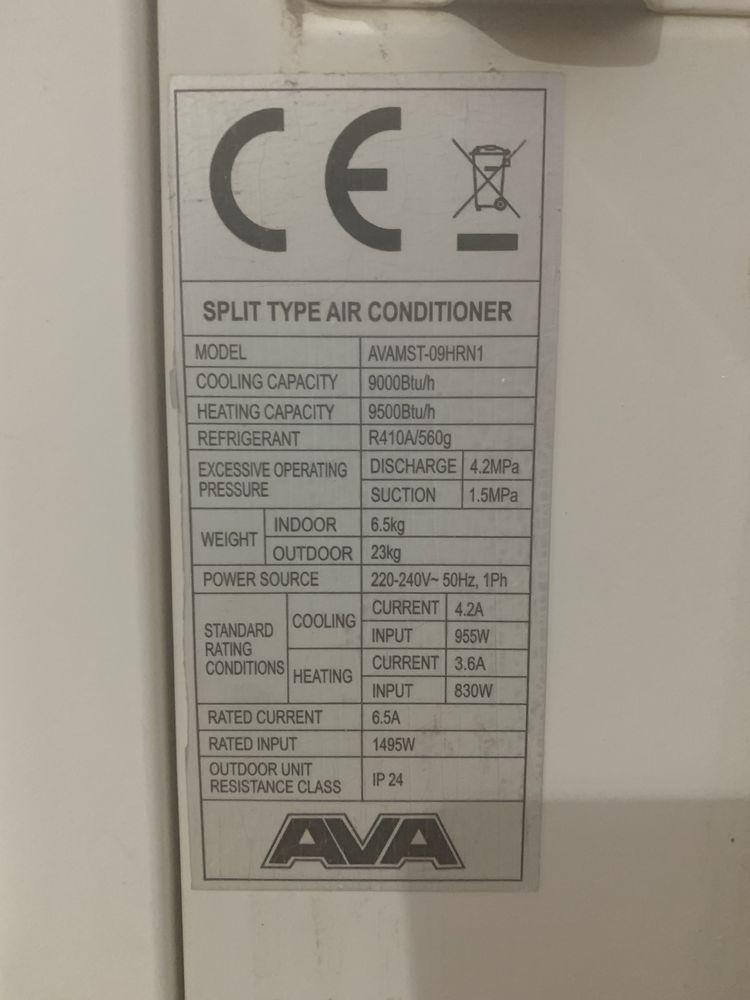 CE
SPLIT TYPE AIR CONDITIONER
MODEL AVAMST-09HRN1
COOLING CAPACITY 9000Btu/h
HEATING CAPACITY 9500Btu/h
REFRIGERANT R410A/560g
EXCESSIVE OPERATING PRESSURE DISCHARGE 4.2MPa
SUCTION 1.5MPa
WEIGHT INDOOR 6.5kg
OUTDOOR 23kg
POWER SOURCE 220-240V~ 50Hz, 1Ph
STANDARD RATING CONDITIONS COOLING CURRENT 4.2A
INPUT 955W
HEATING CURRENT 3.6A
INPUT 830W
RATED CURRENT 6.5A
RATED INPUT 1495W
OUTDOOR UNIT RESISTANCE CLASS IP 24
AVA